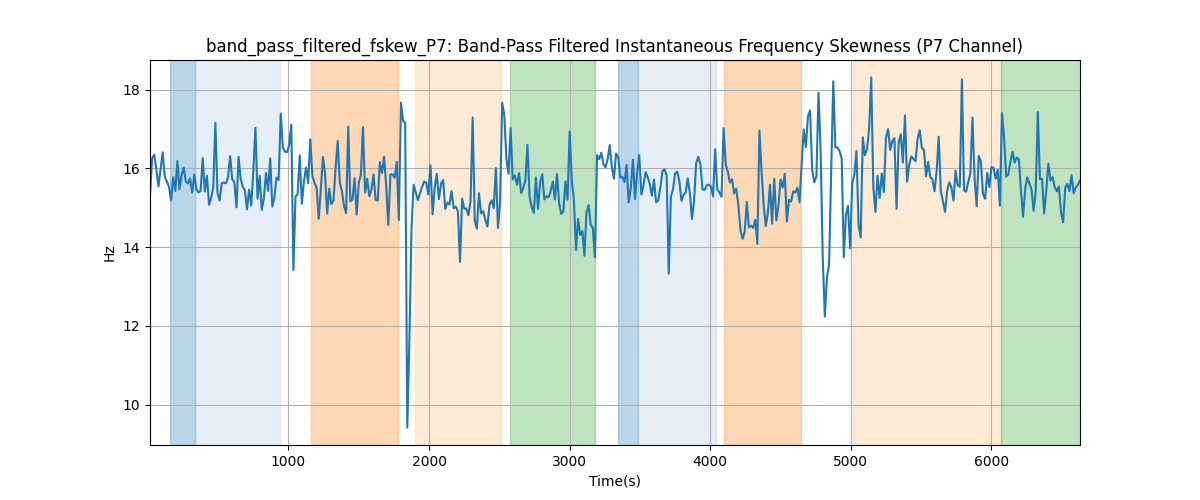 band_pass_filtered_fskew_P7: Band-Pass Filtered Instantaneous Frequency Skewness (P7 Channel)
18
16
14
12
10
Hz
1000 2000 3000 4000 5000 6000
Time(s)